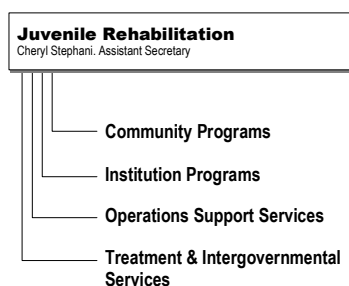 Juvenile Rehabilitation
Cheryl Stephani. Assistant Secretary
Community Programs
Institution Programs
Operations Support Services
Treatment & Intergovernmental
Services